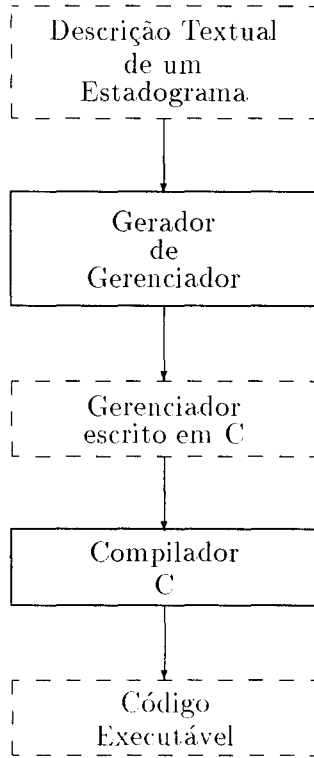 Descrição Textual
de um
Estadograma
Gerador
de
Gerenciador
Gerenciador
escrito em C
Compilador
C
Código
Executável